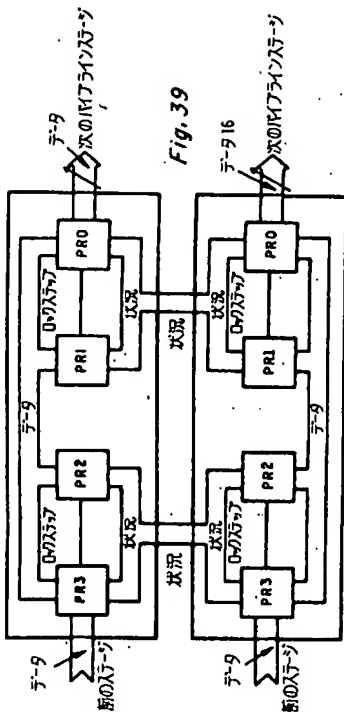 データ
次のパイプラインステージ
Fig. 39
PR0
ロックステップ
PR1
状況
データ
PR2
ロックステップ
PR3
状況
データ
前のステージ
状況
状況
データ16
次のパイプラインステージ
PR0
ロックステップ
PR1
状況
データ
PR2
ロックステップ
PR3
状況
データ
前のステージ